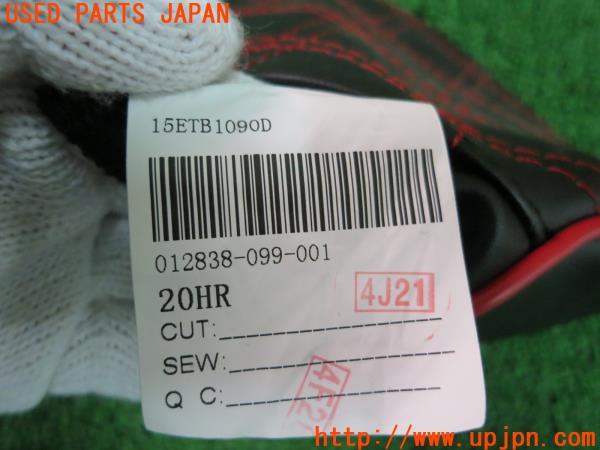 USED PARTS JAPAN
15ETB1090D
012838-099-001
20HR
4J21
CUT:
SEW:
Q C:
http://www.upjpn.com